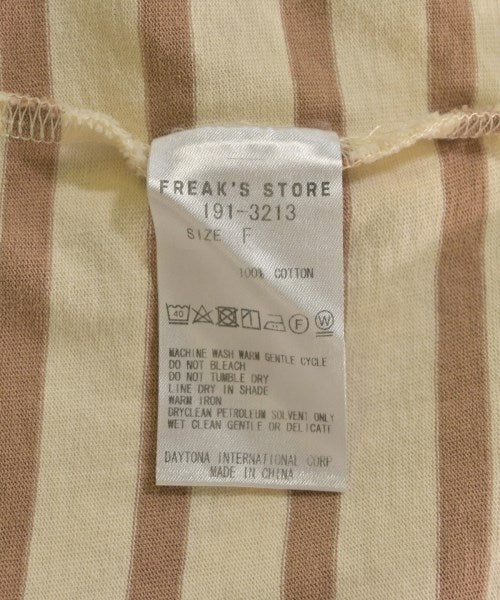 FREAK'S STORE
191-3213
SIZE F
100% COTTON
40 F W
MACHINE WASH WARM GENTLE CYCLE
DO NOT BLEACH
DO NOT TUMBLE DRY
LINE DRY IN SHADE
WARM IRON
DRYCLEAN PETROLEUM SOLVENT ONLY
WET CLEAN GENTLE OR DELICATE
DAYTONA INTERNATIONAL CORP
MADE IN CHINA